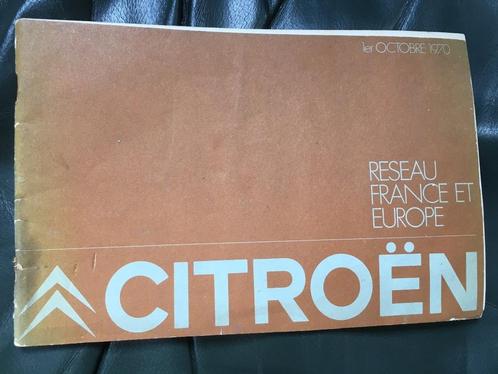 1er OCTOBRE 1970
RESEAU
FRANCE ET
EUROPE
CITROËN